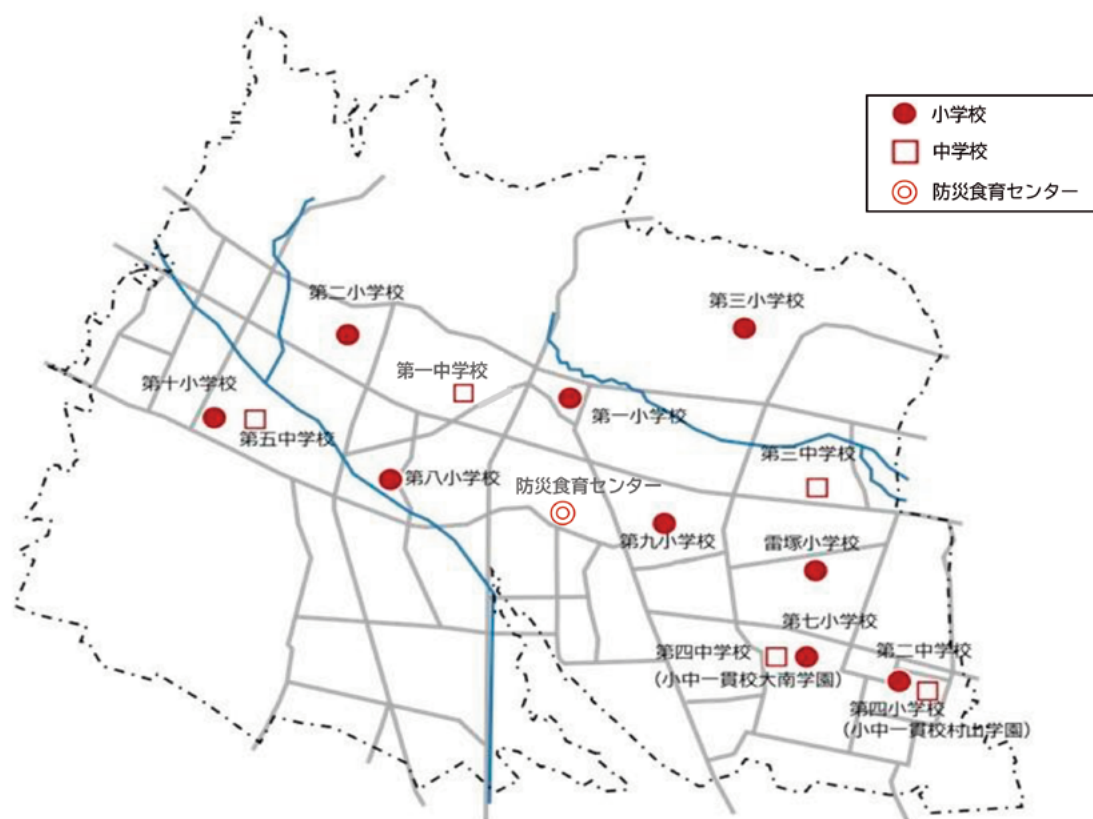 小学校
中学校
防災食育センター
第二小学校
第三小学校
第一中学校
第十小学校
第一小学校
第五中学校
第三中学校
第八小学校
防災食育センター
第九小学校
雷塚小学校
第七小学校
第四中学校
(小中一貫校大南学園)
第二中学校
第四小学校
(小中一貫校村山学園)